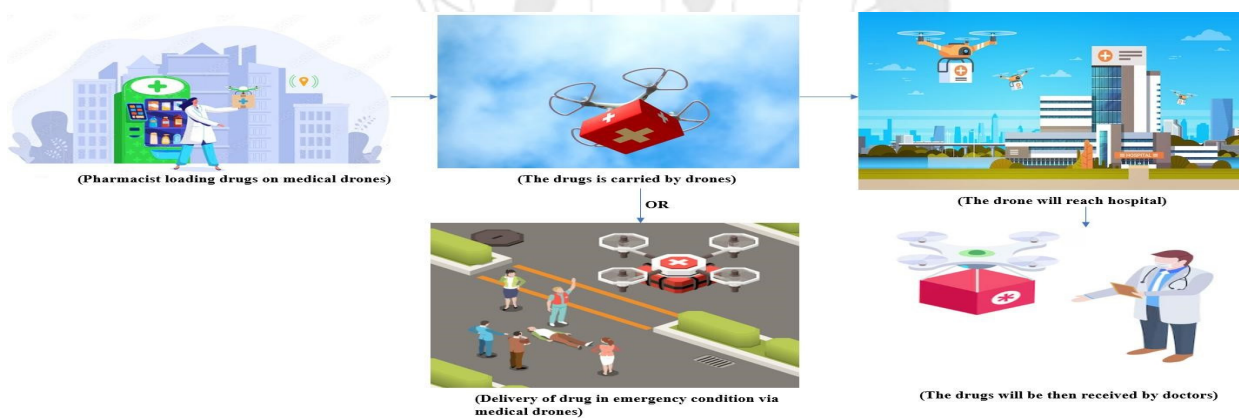 (Pharmacist loading drugs on medical drones)
(The drugs is carried by drones)
HOSPITAL
(The drone will reach hospital)
OR
(Delivery of drug in emergency condition via
medical drones)
(The drugs will be then received by doctors)